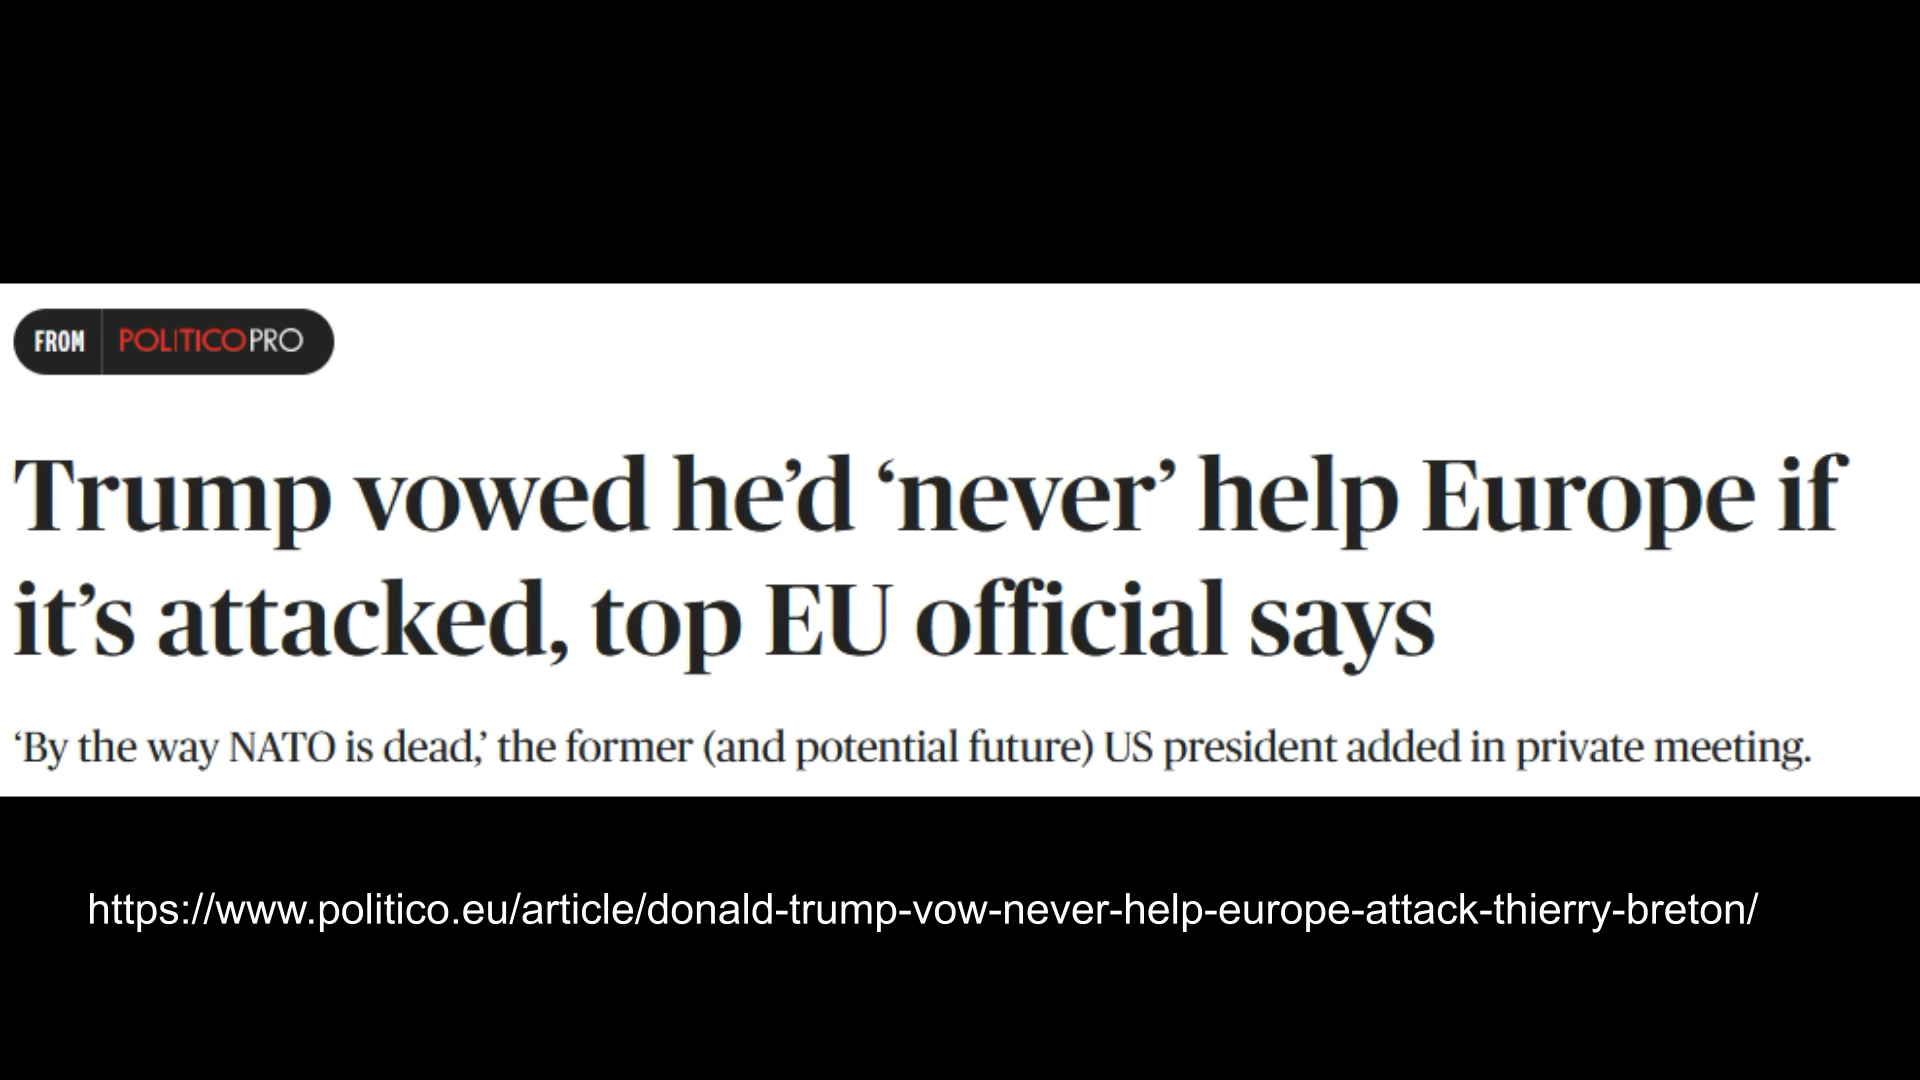 FROM POLITICO PRO
Trump vowed he’d ‘never’ help Europe if
it’s attacked, top EU official says
‘By the way NATO is dead,’ the former (and potential future) US president added in private meeting.
https://www.politico.eu/article/donald-trump-vow-never-help-europe-attack-thierry-breton/